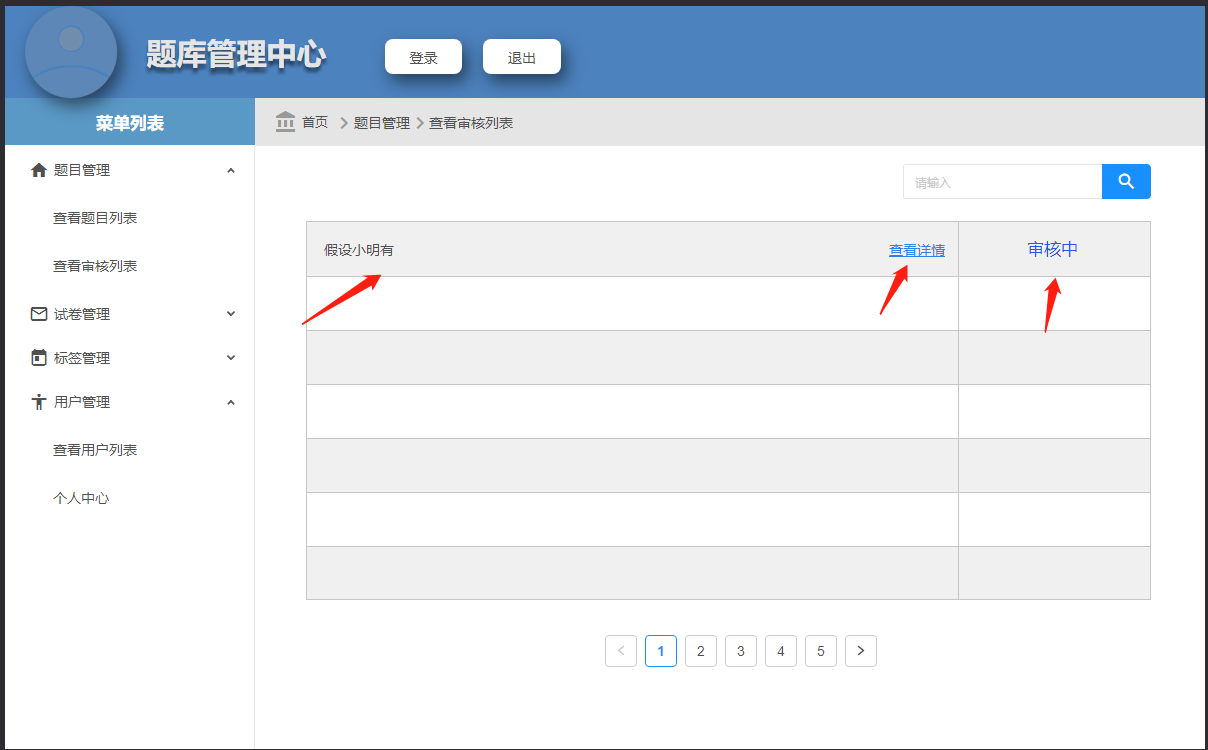 题库管理中心
登录
退出
菜单列表
首页
题目管理
查看审核列表
题目管理
查看题目列表
查看审核列表
试卷管理
标签管理
用户管理
查看用户列表
个人中心
请输入
假设小明有
查看详情
审核中
1 2 3 4 5